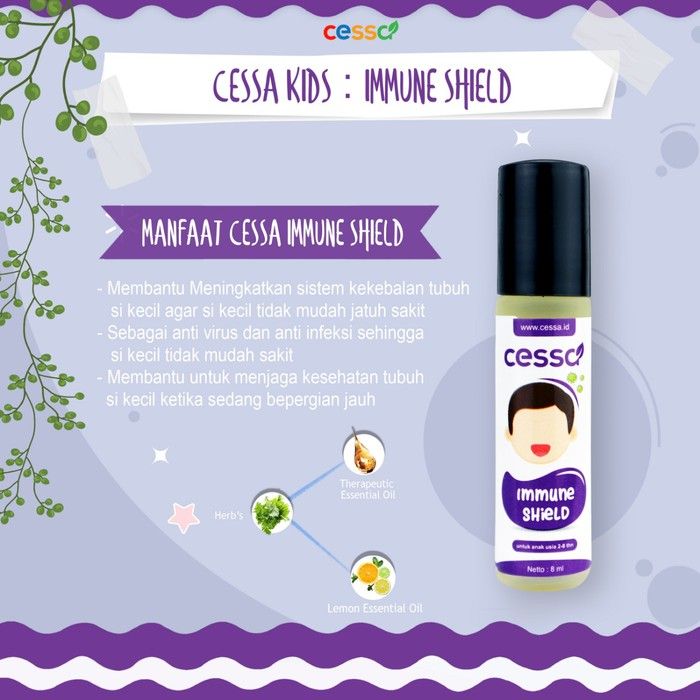 cessa
CESSA KIDS : IMMUNE SHIELD
MANFAAT CESSA IMMUNE SHIELD
- Membantu Meningkatkan sistem kekebalan tubuh
si kecil agar si kecil tidak mudah jatuh sakit
- Sebagai anti virus dan anti infeksi sehingga
si kecil tidak mudah sakit
- Membantu untuk menjaga kesehatan tubuh
si kecil ketika sedang bepergian jauh
Therapeutic
Essential Oil
Herb's
Lemon Essential Oil
www.cessa.id
cessa
Immune
SHIELD
untuk anak usia 2-6 thn
Netto : 8 ml